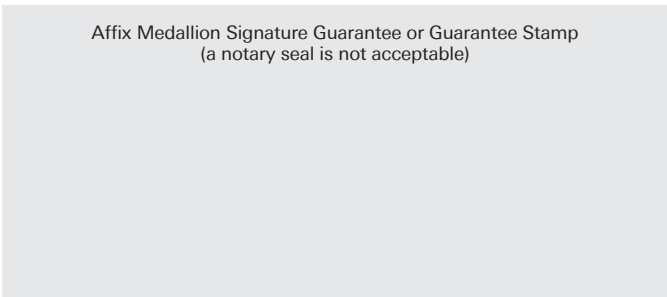 Affix Medallion Signature Guarantee or Guarantee Stamp
(a notary seal is not acceptable)